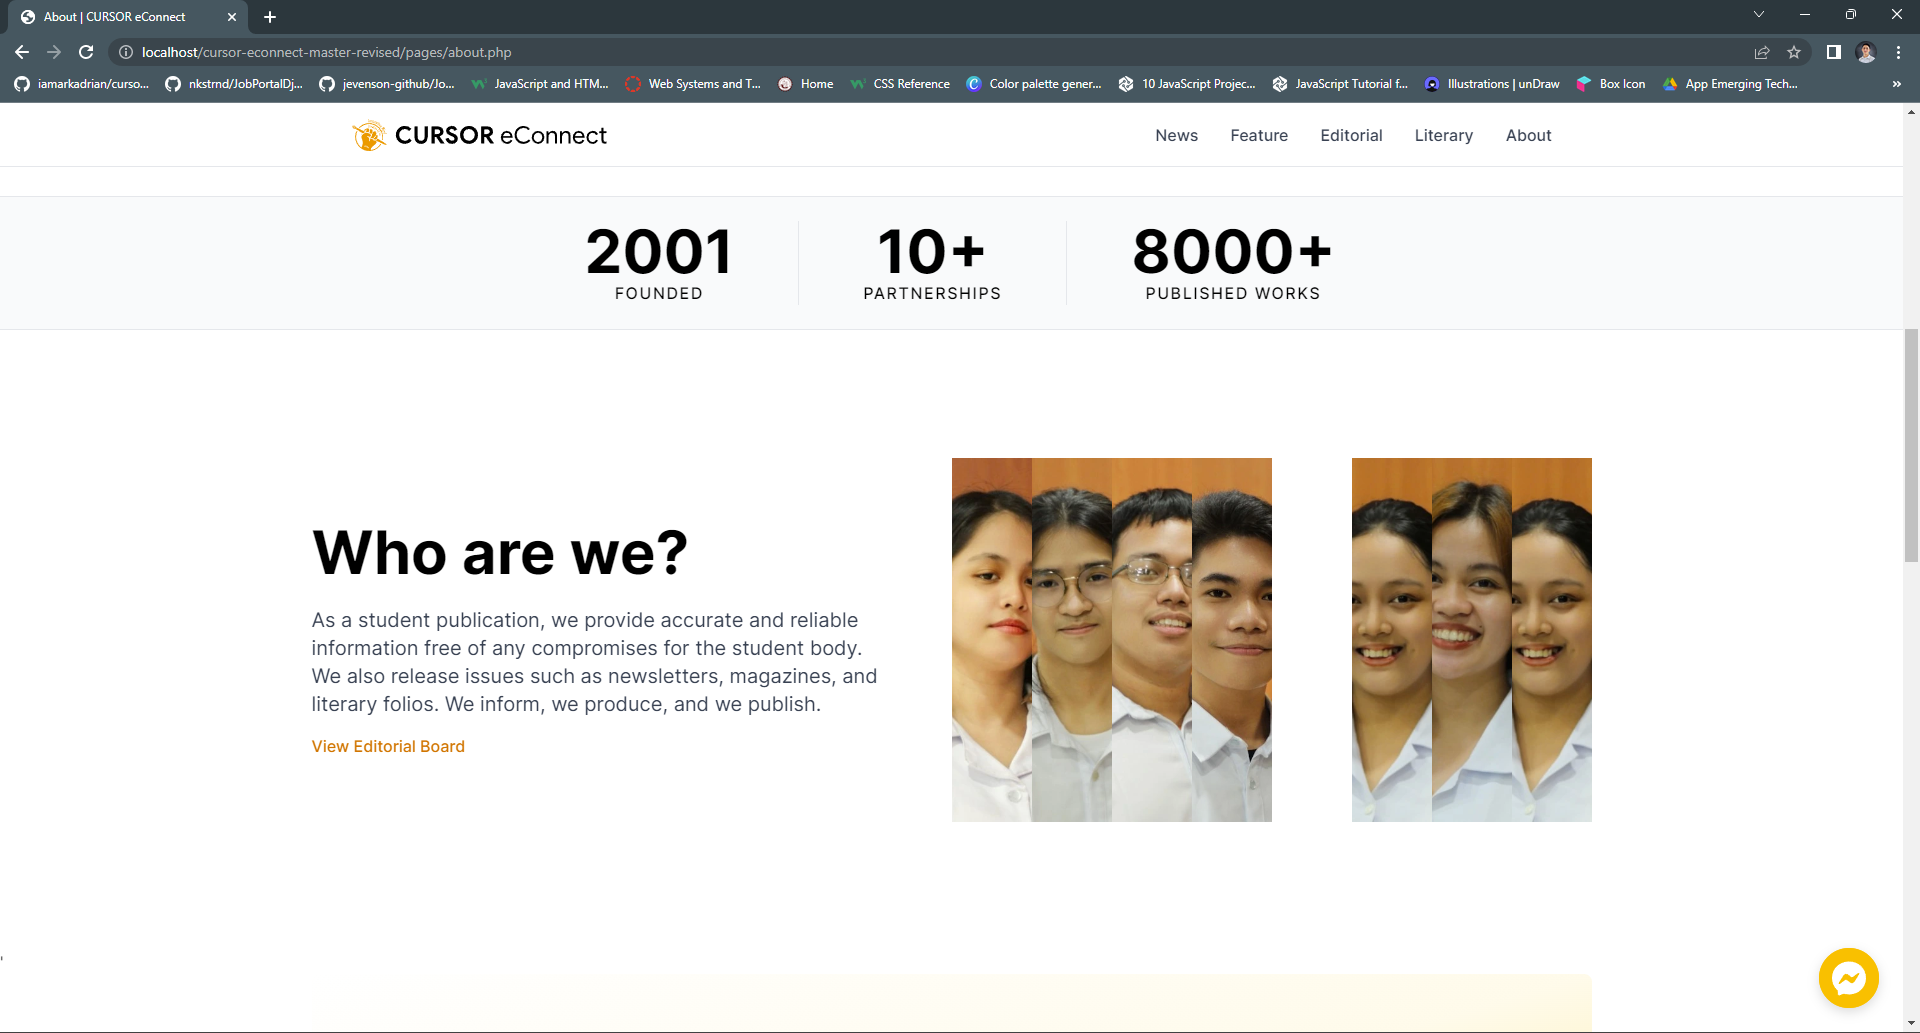 About | CURSOR eConnect
localhost/cursor-econnect-master-revised/pages/about.php
iamarkadrian/curso...
nkstrnd/JobPortalDj...
jevenson-github/Jo...
JavaScript and HTM...
Web Systems and T...
Home
CSS Reference
Color palette gener...
10 JavaScript Projec...
JavaScript Tutorial f...
Illustrations | unDraw
Box Icon
App Emerging Tech...
»
CURSOR eConnect
News
Feature
Editorial
Literary
About
2001
FOUNDED
10+
PARTNERSHIPS
8000+
PUBLISHED WORKS
Who are we?
As a student publication, we provide accurate and reliable
information free of any compromises for the student body.
We also release issues such as newsletters, magazines, and
literary folios. We inform, we produce, and we publish.
View Editorial Board
'